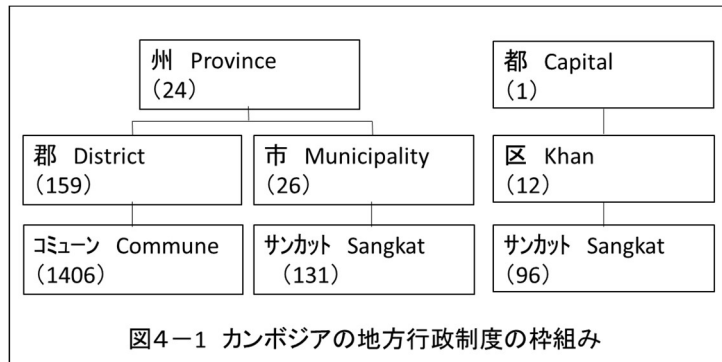 州 Province
（24）
都 Capital
（1）
郡 District
（159）
市 Municipality
（26）
区 Khan
（12）
ｺﾐｭｰﾝ Commune
（1406）
ｻﾝｶｯﾄ Sangkat
（131）
ｻﾝｶｯﾄ Sangkat
（96）
図４－１ カンボジアの地方行政制度の枠組み